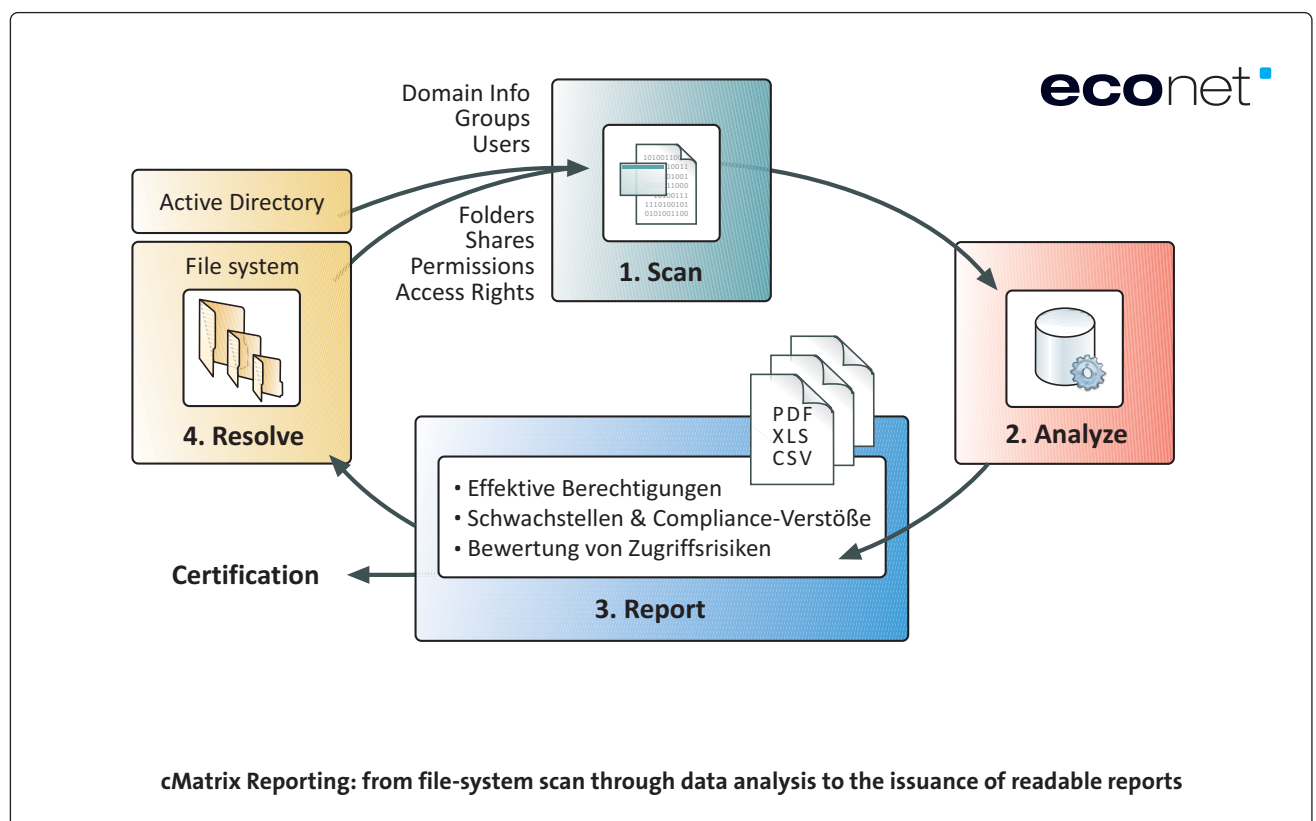 econet
Domain Info
Groups
Users
Active Directory
Folders
Shares
Permissions
Access Rights
File system
1. Scan
4. Resolve
2. Analyze
PDF
XLS
CSV
• Effektive Berechtigungen
• Schwachstellen & Compliance-Verstöße
• Bewertung von Zugriffsrisiken
Certification
3. Report
cMatrix Reporting: from file-system scan through data analysis to the issuance of readable reports